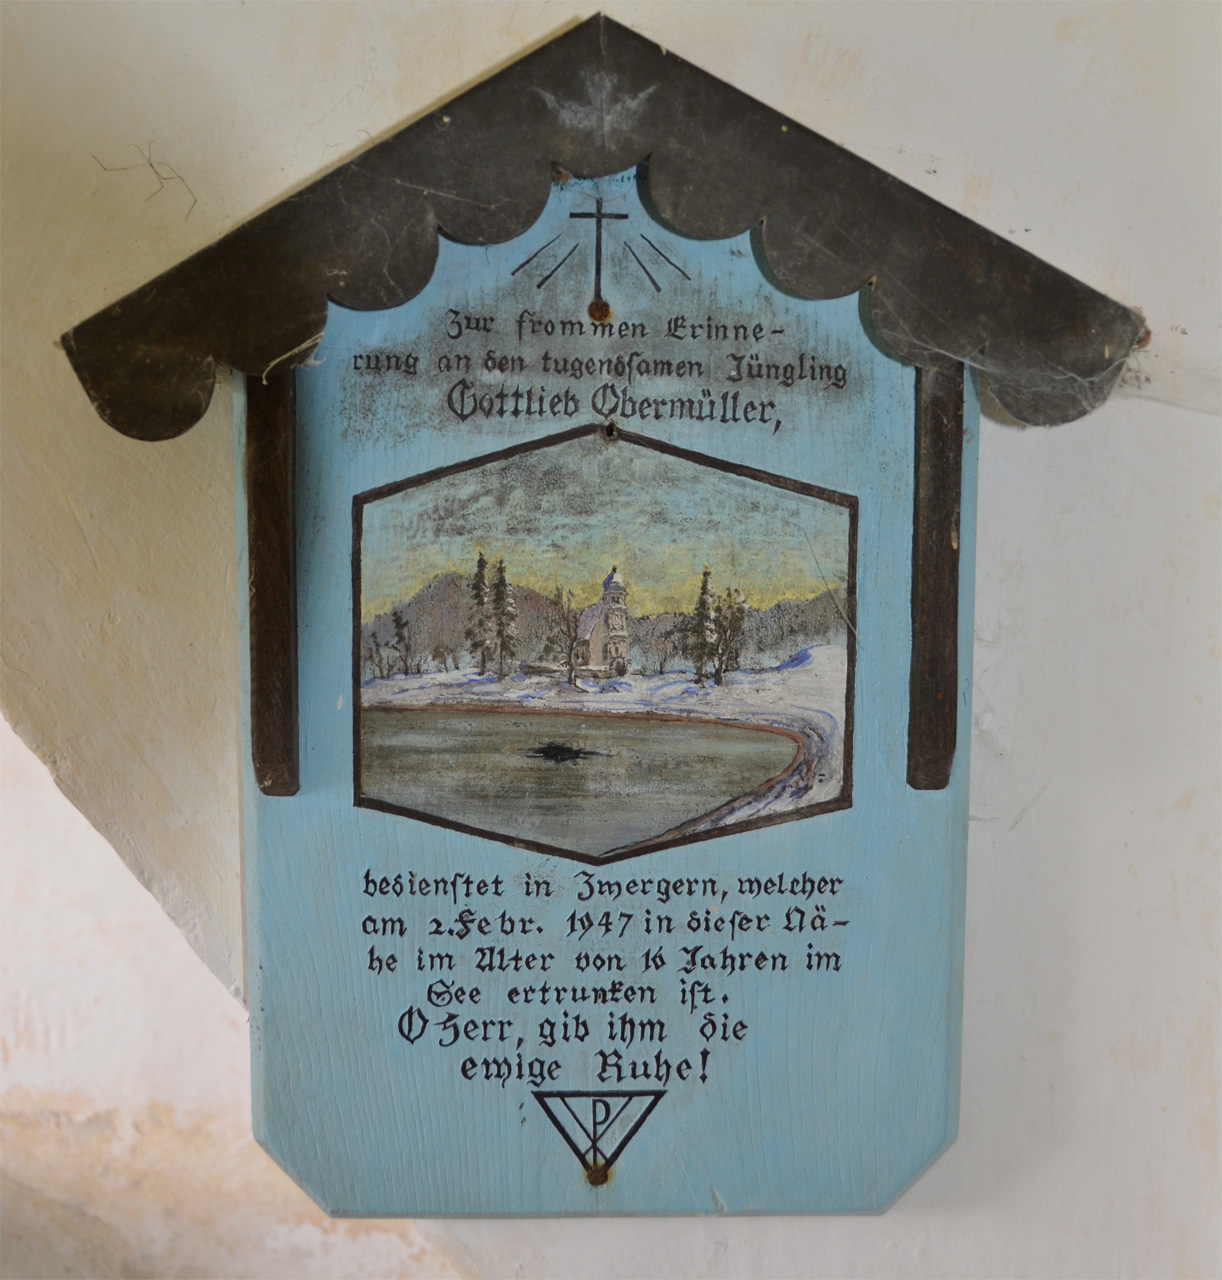 Zur frommen Erinne-
rung an den tugendsamen Jüngling
Gottlieb Obermüller,
bedienstet in Zwergern, welcher
am 2. Febr. 1947 in dieser Nä-
he im Alter von 16 Jahren im
See ertrunken ist.
O Herr, gib ihm die
ewige Ruhe!